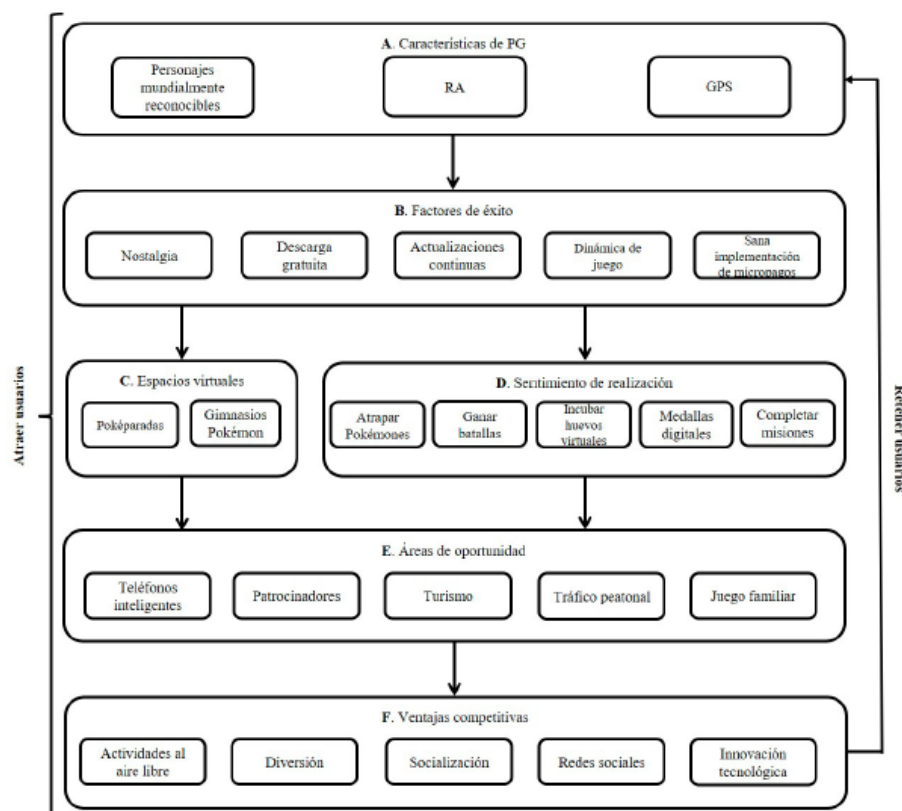 A. Características de PG
Personajes
mundialmente
reconocibles
RA
GPS
B. Factores de éxito
Nostalgia
Descarga
gratuita
Actualizaciones
continuas
Dinámica de
juego
Sana
implementación
de micropagos
C. Espacios virtuales
Poképaradas
Gimnasios
Pokémon
D. Sentimiento de realización
Atrapar
Pokémones
Ganar
batallas
Incubar
huevos
virtuales
Medallas
digitales
Completar
misiones
E. Áreas de oportunidad
Teléfonos
inteligentes
Patrocinadores
Turismo
Tráfico peatonal
Juego familiar
F. Ventajas competitivas
Actividades al
aire libre
Diversión
Socialización
Redes sociales
Innovación
tecnológica
Atraer usuarios
Retener usuarios